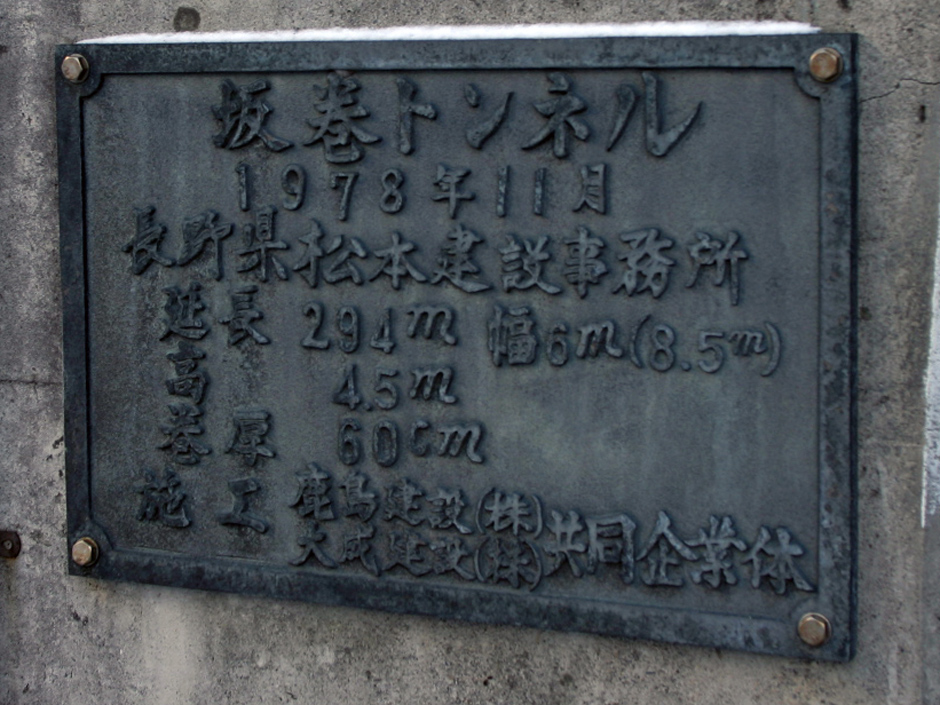 坂巻トンネル
1978年11月
長野県松本建設事務所
延長 294m 幅6m(8.5m)
高 4.5m
巻厚 60cm
施工 鹿島建設(株)
大成建設(株)共同企業体